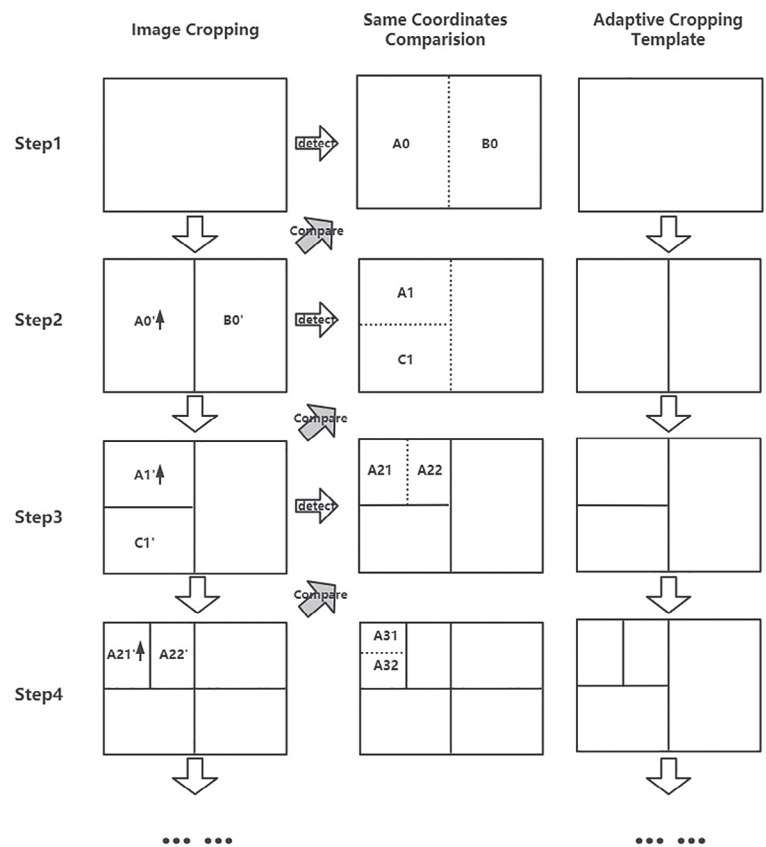 Image Cropping
Same Coordinates
Comparision
Adaptive Cropping
Template
Step1
detect
A0
B0
Compare
Step2
A0'
B0'
detect
A1
C1
Compare
Step3
A1'
C1'
detect
A21
A22
Compare
Step4
A21'
A22'
A31
A32
... ...
... ...